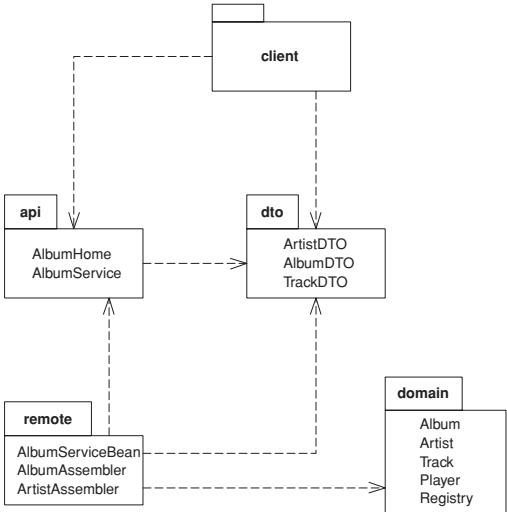 client
api
AlbumHome
AlbumService
dto
ArtistDTO
AlbumDTO
TrackDTO
remote
AlbumServiceBean
AlbumAssembler
ArtistAssembler
domain
Album
Artist
Track
Player
Registry